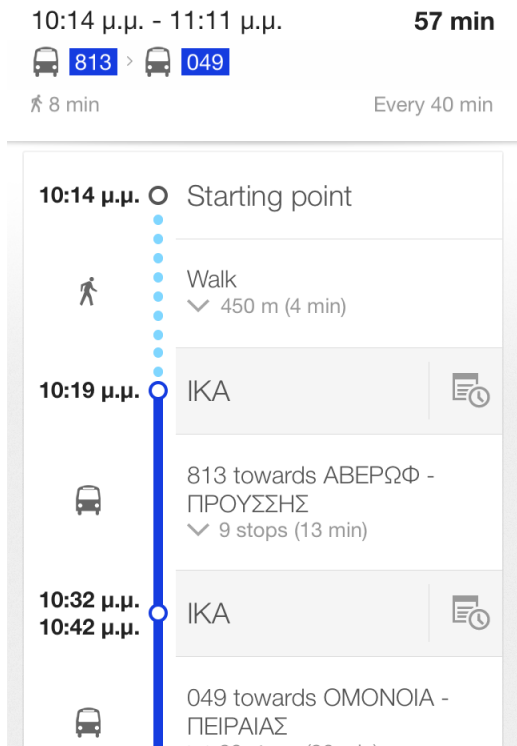 10:14 μ.μ. - 11:11 μ.μ.
57 min
813 > 049
8 min
Every 40 min
10:14 μ.μ.
Starting point
Walk
450 m (4 min)
10:19 μ.μ.
ΙΚΑ
813 towards ΑΒΕΡΩΦ -
ΠΡΟΥΣΣΗΣ
9 stops (13 min)
10:32 μ.μ.
10:42 μ.μ.
ΙΚΑ
049 towards ΟΜΟΝΟΙΑ -
ΠΕΙΡΑΙΑΣ